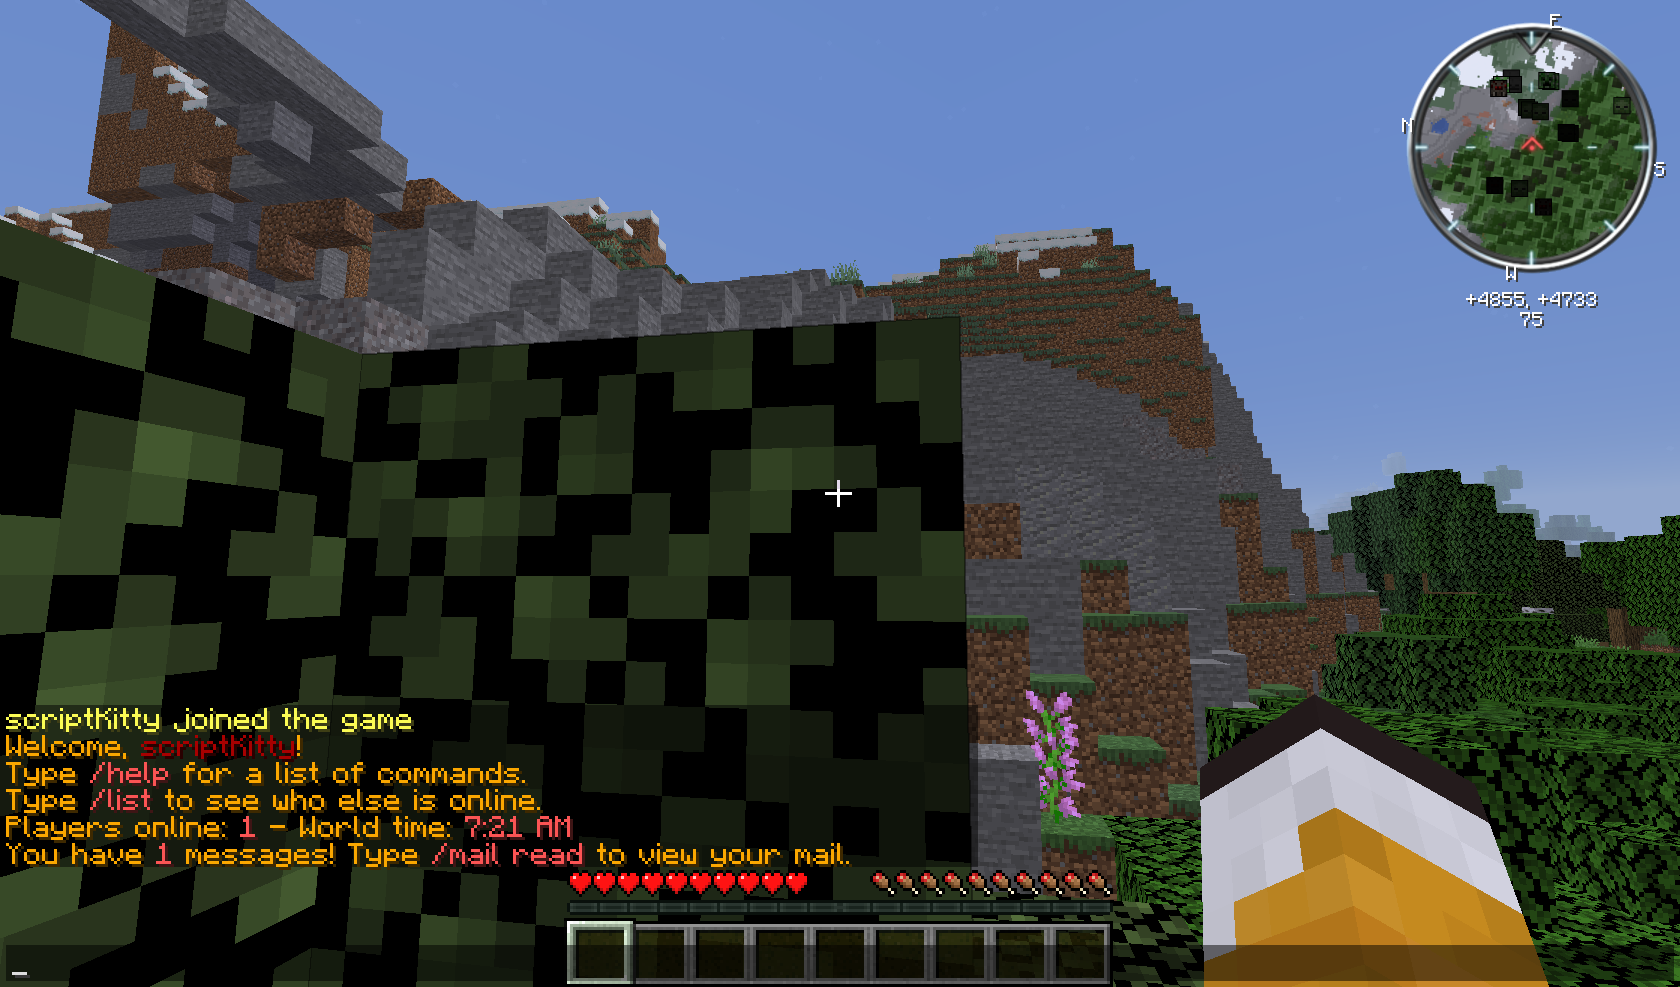 E
N
S
W
+4855, +4733
75
scriptKitty joined the game
Welcome, scriptKitty!
Type /help for a list of commands.
Type /list to see who else is online.
Players online: 1 - World time: 7:21 AM
You have 1 messages! Type /mail read to view your mail.
_